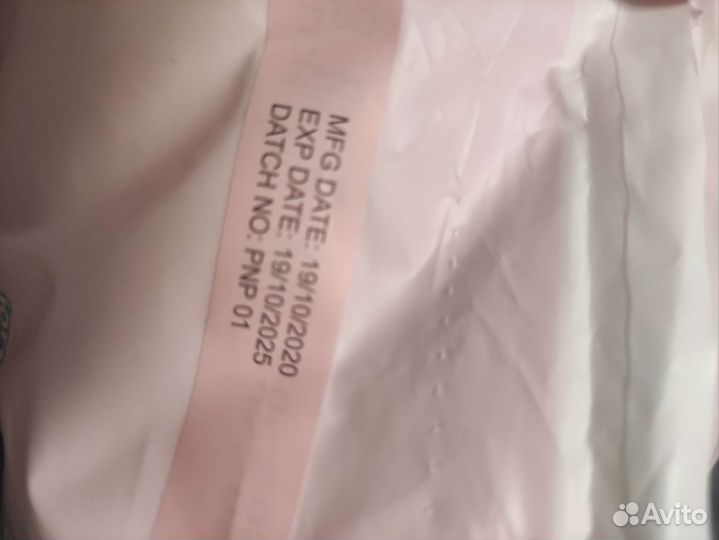 MFG DATE: 19/10/2020
EXP DATE: 19/10/2025
DATCH NO: PNP 01
Avito